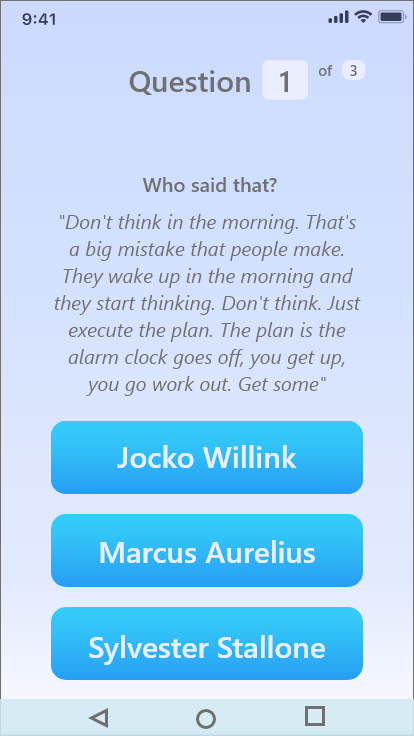 9:41
Question 1 of 3
Who said that?
"Don't think in the morning. That's
a big mistake that people make.
They wake up in the morning and
they start thinking. Don't think. Just
execute the plan. The plan is the
alarm clock goes off, you get up,
you go work out. Get some"
Jocko Willink
Marcus Aurelius
Sylvester Stallone